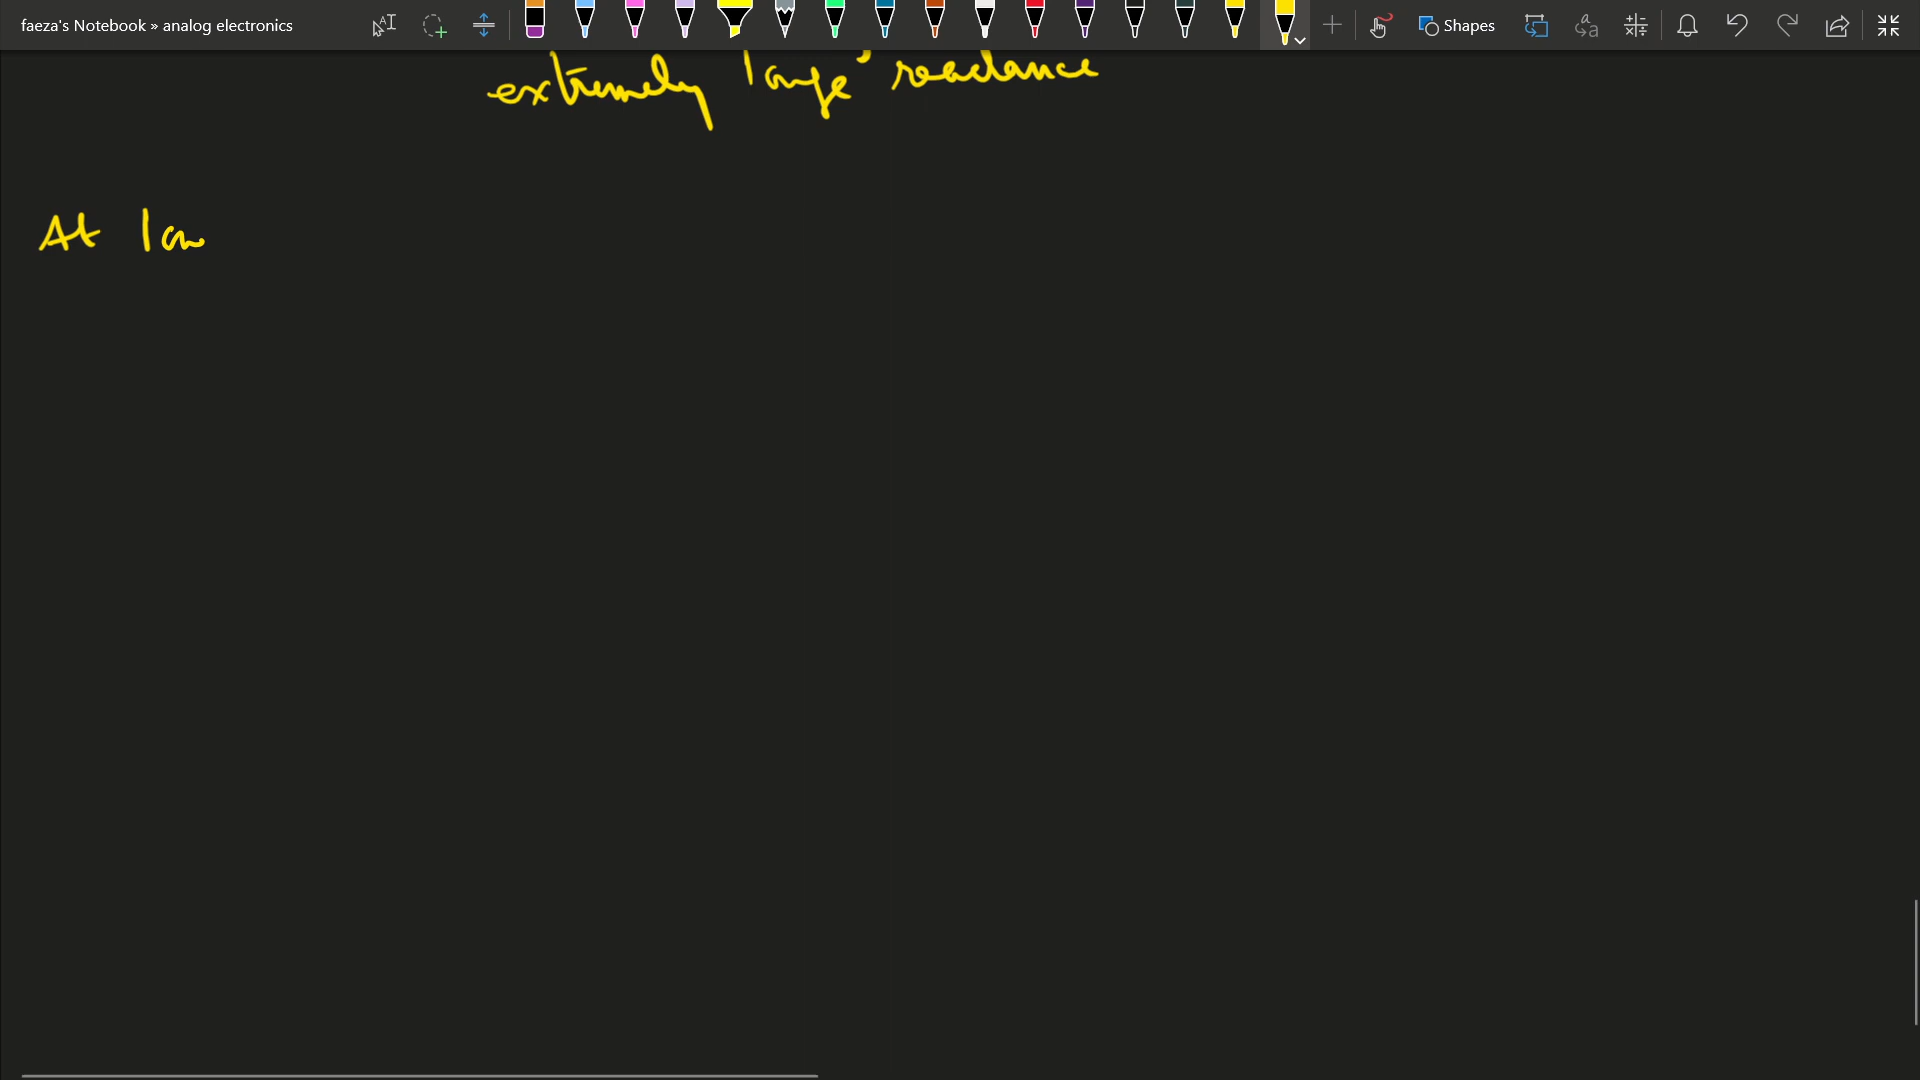 faeza's Notebook » analog electronics
Shapes
extremely large reactance
At low